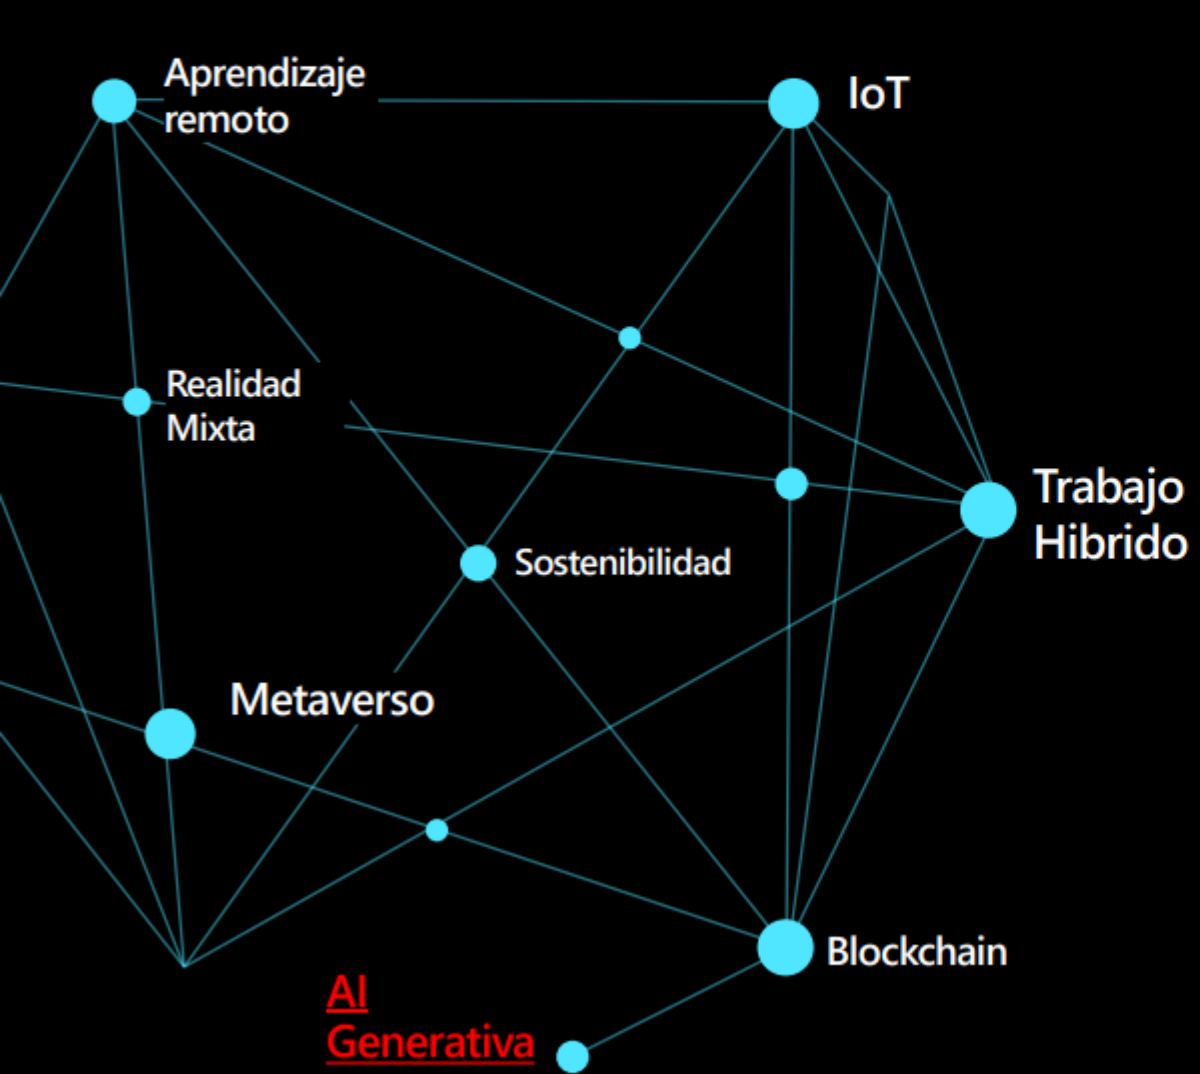 Aprendizaje
remoto
IoT
Realidad
Mixta
Trabajo
Hibrido
Sostenibilidad
Metaverso
Blockchain
AI
Generativa